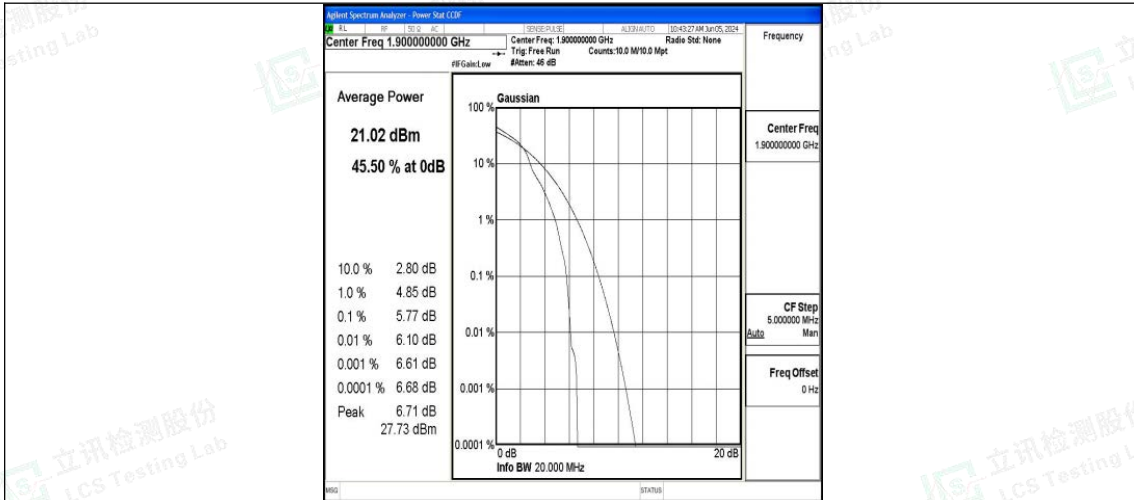 Agilent Spectrum Analyzer - Power Stat CCDF
RL RF 50 Ω AC SENSE:PULSE ALIGN AUTO 10:43:27 AM Jun 05, 2024
Center Freq 1.900000000 GHz
Center Freq: 1.900000000 GHz Radio Std: None
Trig: Free Run Counts:10.0 M/10.0 Mpt
#IFGain:Low #Atten: 46 dB
Frequency
Average Power
21.02 dBm
45.50 % at 0dB
10.0 % 2.80 dB
1.0 % 4.85 dB
0.1 % 5.77 dB
0.01 % 6.10 dB
0.001 % 6.61 dB
0.0001 % 6.68 dB
Peak 6.71 dB
27.73 dBm
Gaussian
100 %
10 %
1 %
0.1 %
0.01 %
0.001 %
0.0001 %
0 dB 20 dB
Info BW 20.000 MHz
Center Freq
1.900000000 GHz
CF Step
5.000000 MHz
Auto Man
Freq Offset
0 Hz
MSG STATUS
立讯检测股份
LCS Testing Lab